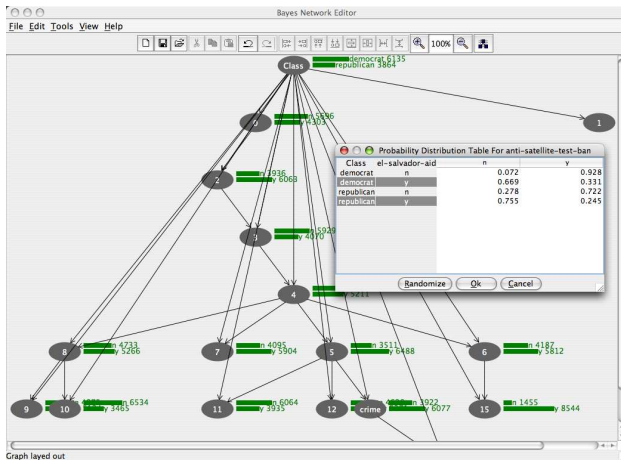 Bayes Network Editor
File Edit Tools View Help
100%
Class
democrat 6135
republican 3864
0
n 5696
y 4303
1
2
n 3936
y 6063
3
n 5929
y 4070
4
y 5211
Probability Distribution Table For anti-satellite-test-ban
Class el-salvador-aid n y
democrat n 0.072 0.928
democrat y 0.669 0.331
republican n 0.278 0.722
republican y 0.755 0.245
Randomize Ok Cancel
8
n 4733
y 5266
7
n 4095
y 5904
5
n 3511
y 6488
6
n 4187
y 5812
9
10
n 6534
y 3465
11
n 6064
y 3935
12
crime
n 3922
y 6077
15
n 1455
y 8544
Graph layed out